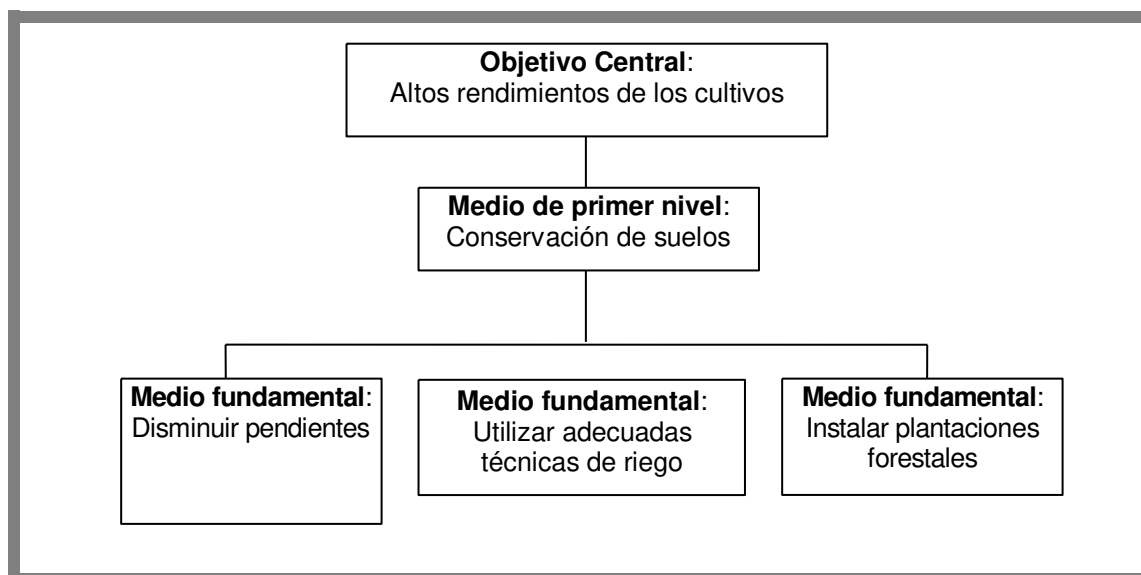 Objetivo Central:
Altos rendimientos de los cultivos
Medio de primer nivel:
Conservación de suelos
Medio fundamental:
Disminuir pendientes
Medio fundamental:
Utilizar adecuadas
técnicas de riego
Medio fundamental:
Instalar plantaciones
forestales